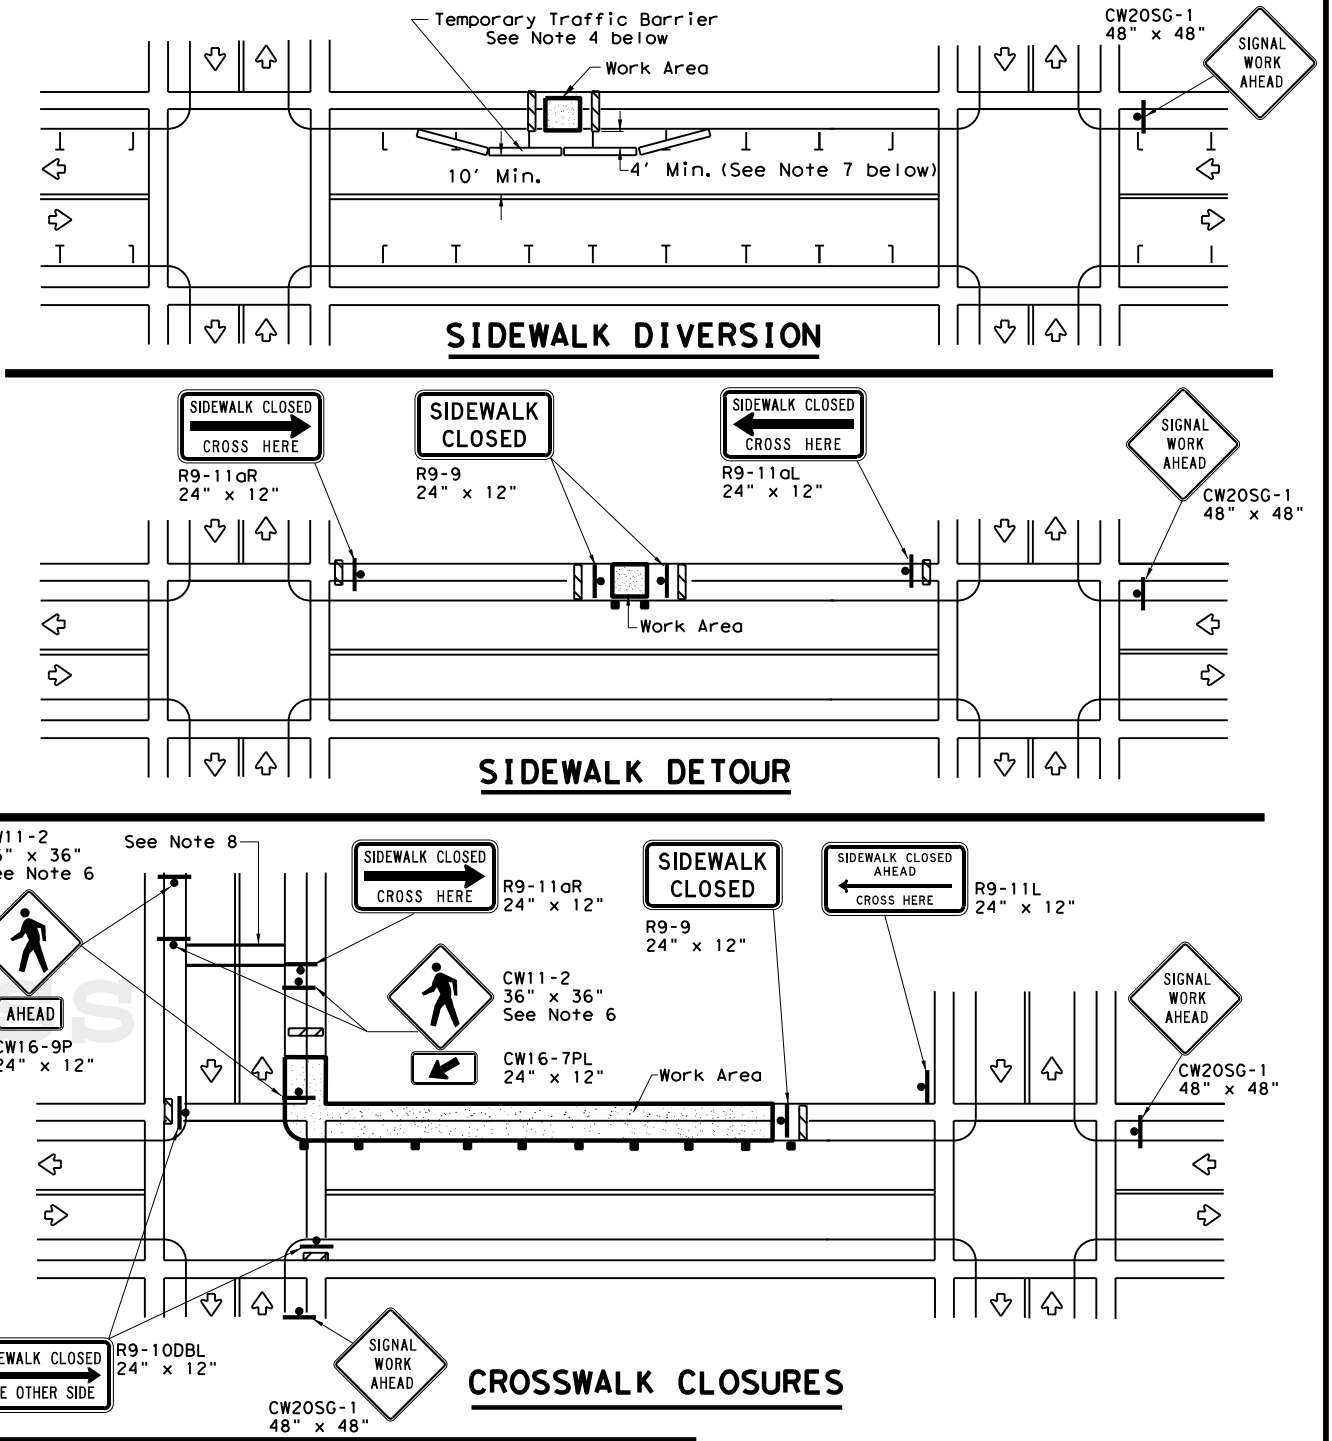 Temporary Traffic Barrier
See Note 4 below
Work Area
CW20SG-1
48" x 48"
SIGNAL
WORK
AHEAD
10' Min.
4' Min. (See Note 7 below)
SIDEWALK DIVERSION
SIDEWALK CLOSED
CROSS HERE
R9-11aR
24" x 12"
SIDEWALK
CLOSED
R9-9
24" x 12"
SIDEWALK CLOSED
CROSS HERE
R9-11aL
24" x 12"
SIGNAL
WORK
AHEAD
CW20SG-1
48" x 48"
Work Area
SIDEWALK DETOUR
11-2
" x 36"
Note 6
AHEAD
CW16-9P
24" x 12"
See Note 8
SIDEWALK CLOSED
CROSS HERE
R9-11aR
24" x 12"
CW11-2
36" x 36"
See Note 6
CW16-7PL
24" x 12"
SIDEWALK
CLOSED
R9-9
24" x 12"
SIDEWALK CLOSED
AHEAD
CROSS HERE
R9-11L
24" x 12"
Work Area
SIGNAL
WORK
AHEAD
CW20SG-1
48" x 48"
EWALK CLOSED
E OTHER SIDE
R9-10DBL
24" x 12"
SIGNAL
WORK
AHEAD
CW20SG-1
48" x 48"
CROSSWALK CLOSURES